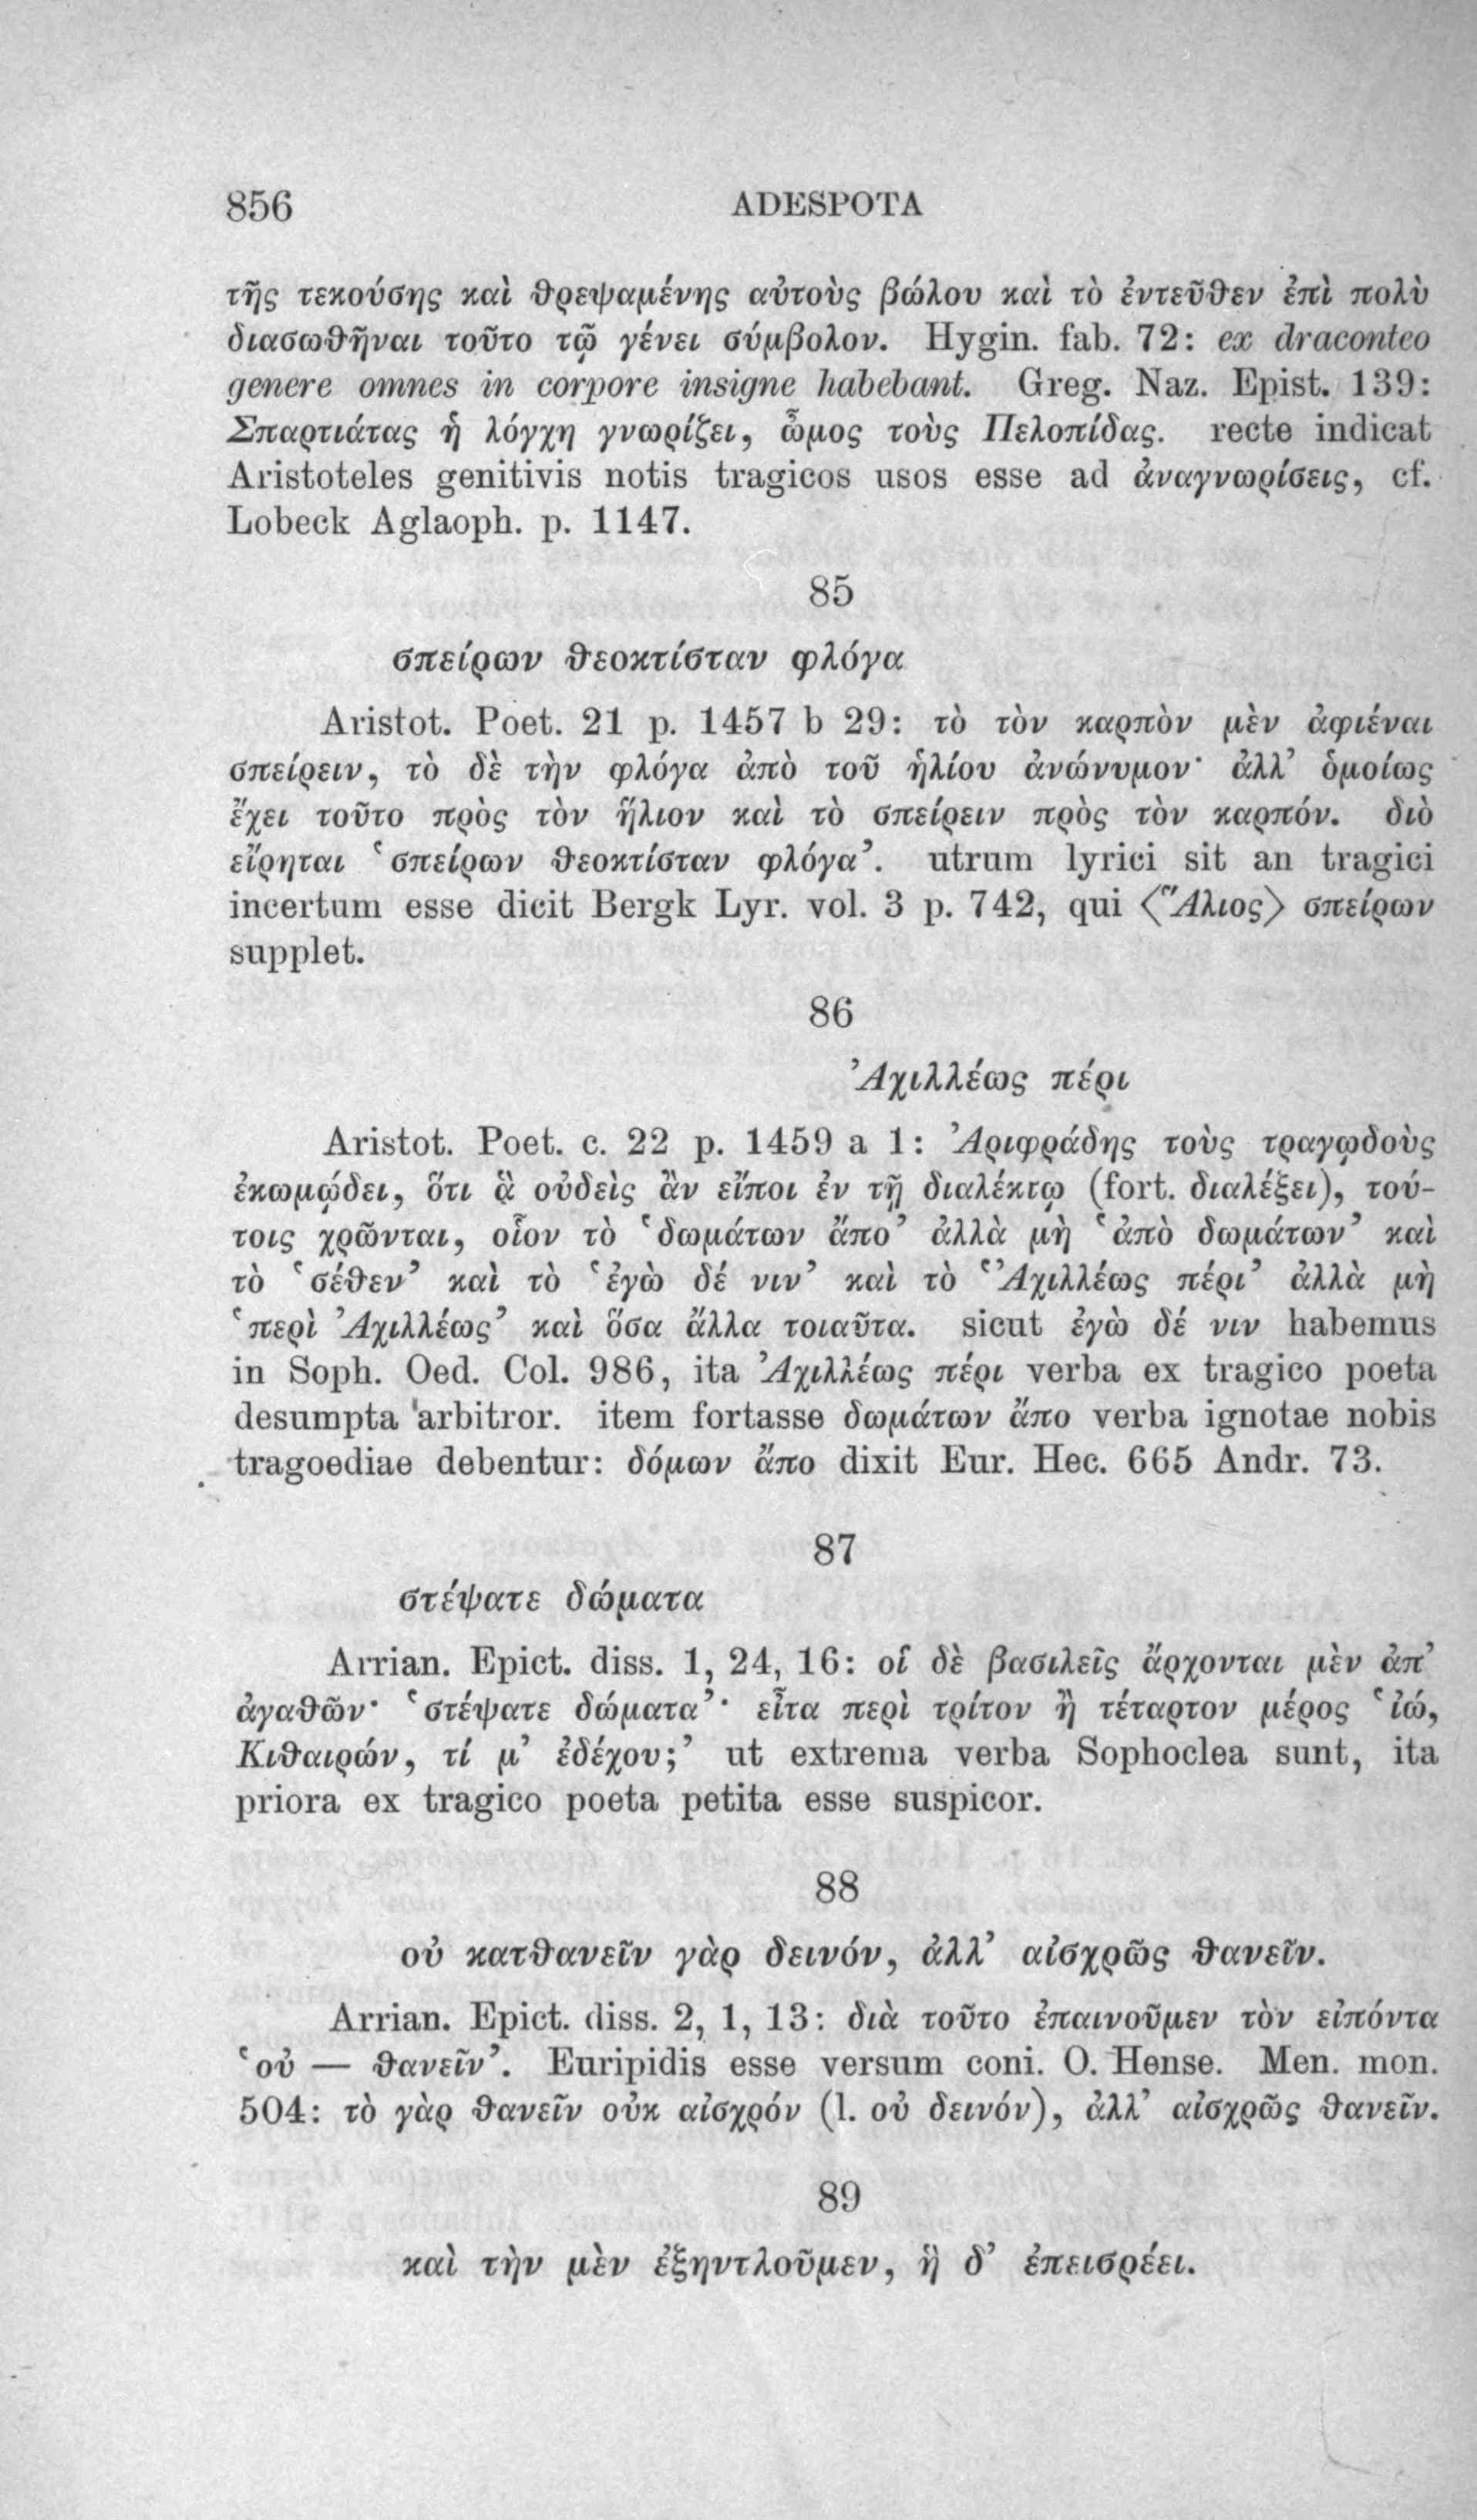 856
ADESPOTA
τῆς τεκούσης καὶ θρεψαμένης αὐτοὺς βώλου καὶ τὸ ἐντεῦθεν ἐπὶ πολὺ
διασωθῆναι τοῦτο τῷ γένει σύμβολον. Hygin. fab. 72: ex draconteo
genere omnes in corpore insigne habebant. Greg. Naz. Epist. 139:
Σπαρτιάτας ἡ λόγχη γνωρίζει, ὦμος τοὺς Πελοπίδας. recte indicat
Aristoteles genitivis notis tragicos usos esse ad ἀναγνωρίσεις, cf.
Lobeck Aglaoph. p. 1147.
85
σπείρων θεοκτίσταν φλόγα
Aristot. Poet. 21 p. 1457 b 29: τὸ τὸν καρπὸν μὲν ἀφιέναι
σπείρειν, τὸ δὲ τὴν φλόγα ἀπὸ τοῦ ἡλίου ἀνώνυμον· ἀλλ’ ὁμοίως
ἔχει τοῦτο πρὸς τὸν ἥλιον καὶ τὸ σπείρειν πρὸς τὸν καρπόν. διὸ
εἴρηται ‘σπείρων θεοκτίσταν φλόγα’. utrum lyrici sit an tragici
incertum esse dicit Bergk Lyr. vol. 3 p. 742, qui ⟨Ἅλιος⟩ σπείρων
supplet.
86
Ἀχιλλέως πέρι
Aristot. Poet. c. 22 p. 1459 a 1: Ἀριφράδης τοὺς τραγῳδοὺς
ἐκωμῴδει, ὅτι ἃ οὐδεὶς ἂν εἴποι ἐν τῇ διαλέκτῳ (fort. διαλέξει), τού-
τοις χρῶνται, οἷον τὸ ‘δωμάτων ἄπο’ ἀλλὰ μὴ ‘ἀπὸ δωμάτων’ καὶ
τὸ ‘σέθεν’ καὶ τὸ ‘ἐγὼ δέ νιν’ καὶ τὸ ‘Ἀχιλλέως πέρι’ ἀλλὰ μὴ
‘περὶ Ἀχιλλέως’ καὶ ὅσα ἄλλα τοιαῦτα. sicut ἐγὼ δέ νιν habemus
in Soph. Oed. Col. 986, ita Ἀχιλλέως πέρι verba ex tragico poeta
desumpta arbitror. item fortasse δωμάτων ἄπο verba ignotae nobis
tragoediae debentur: δόμων ἄπο dixit Eur. Hec. 665 Andr. 73.
87
στέψατε δώματα
Arrian. Epict. diss. 1, 24, 16: οἱ δὲ βασιλεῖς ἄρχονται μὲν ἀπ’
ἀγαθῶν· ‘στέψατε δώματα’· εἶτα περὶ τρίτον ἢ τέταρτον μέρος ‘ἰώ,
Κιθαιρών, τί μ’ ἐδέχου;’ ut extrema verba Sophoclea sunt, ita
priora ex tragico poeta petita esse suspicor.
88
οὐ κατθανεῖν γὰρ δεινόν, ἀλλ’ αἰσχρῶς θανεῖν.
Arrian. Epict. diss. 2, 1, 13: διὰ τοῦτο ἐπαινοῦμεν τὸν εἰπόντα
‘οὐ — θανεῖν’. Euripidis esse versum coni. O. Hense. Men. mon.
504: τὸ γὰρ θανεῖν οὐκ αἰσχρόν (l. οὐ δεινόν), ἀλλ’ αἰσχρῶς θανεῖν.
89
καὶ τὴν μὲν ἐξηντλοῦμεν, ἡ δ’ ἐπεισρέει.